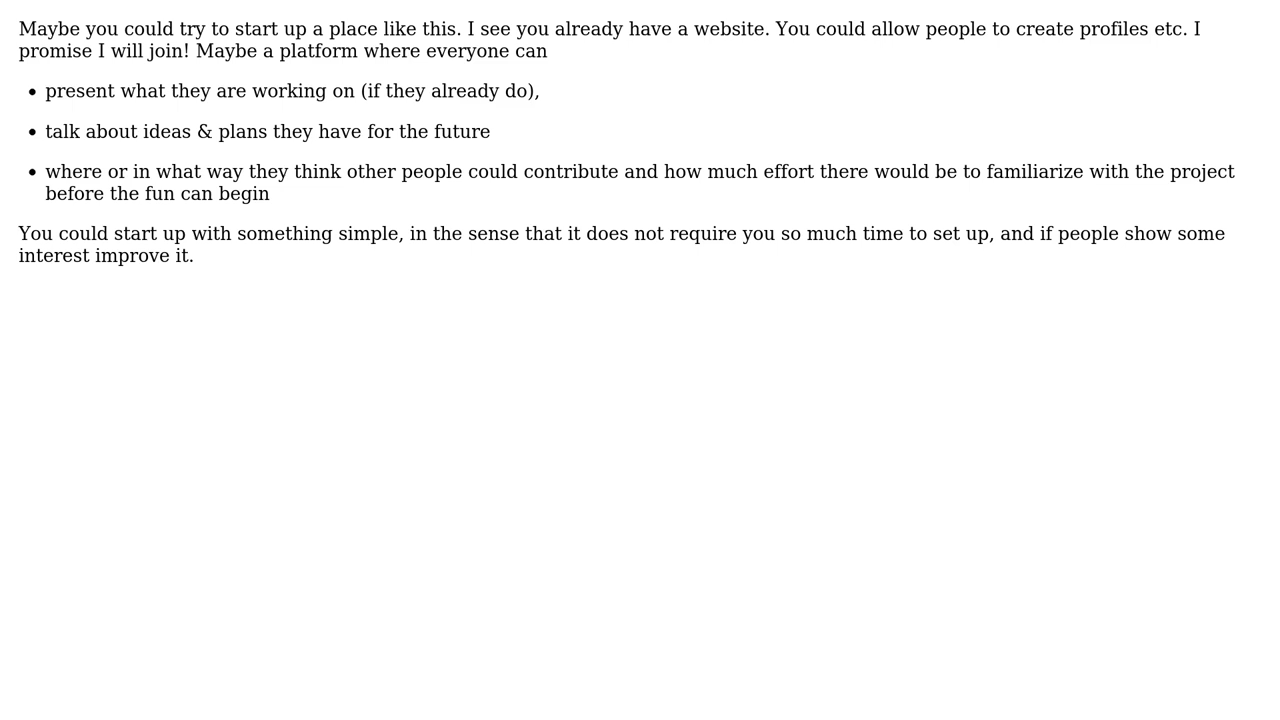 Maybe you could try to start up a place like this. I see you already have a website. You could allow people to create profiles etc. I
promise I will join! Maybe a platform where everyone can
• present what they are working on (if they already do),
• talk about ideas & plans they have for the future
• where or in what way they think other people could contribute and how much effort there would be to familiarize with the project
before the fun can begin
You could start up with something simple, in the sense that it does not require you so much time to set up, and if people show some
interest improve it.